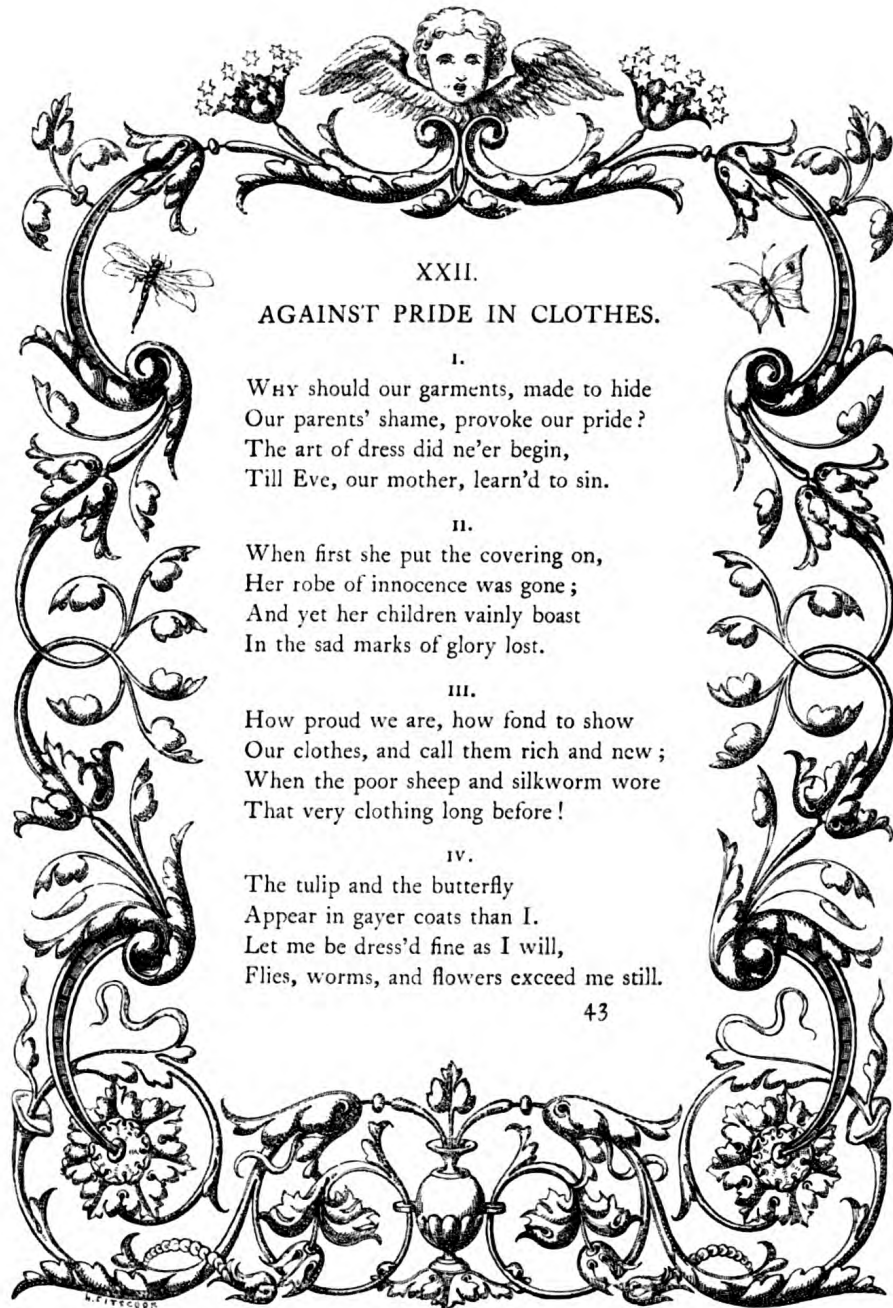 XXII.
AGAINST PRIDE IN CLOTHES.
I.
WHY should our garments, made to hide
Our parents' shame, provoke our pride?
The art of dress did ne'er begin,
Till Eve, our mother, learn'd to sin.
II.
When first she put the covering on,
Her robe of innocence was gone;
And yet her children vainly boast
In the sad marks of glory lost.
III.
How proud we are, how fond to show
Our clothes, and call them rich and new;
When the poor sheep and silkworm wore
That very clothing long before!
IV.
The tulip and the butterfly
Appear in gayer coats than I.
Let me be dress'd fine as I will,
Flies, worms, and flowers exceed me still.
43